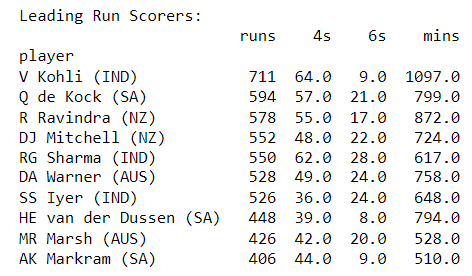 Leading Run Scorers:
runs 4s 6s mins
player
V Kohli (IND) 711 64.0 9.0 1097.0
Q de Kock (SA) 594 57.0 21.0 799.0
R Ravindra (NZ) 578 55.0 17.0 872.0
DJ Mitchell (NZ) 552 48.0 22.0 724.0
RG Sharma (IND) 550 62.0 28.0 617.0
DA Warner (AUS) 528 49.0 24.0 758.0
SS Iyer (IND) 526 36.0 24.0 648.0
HE van der Dussen (SA) 448 39.0 8.0 794.0
MR Marsh (AUS) 426 42.0 20.0 528.0
AK Markram (SA) 406 44.0 9.0 510.0